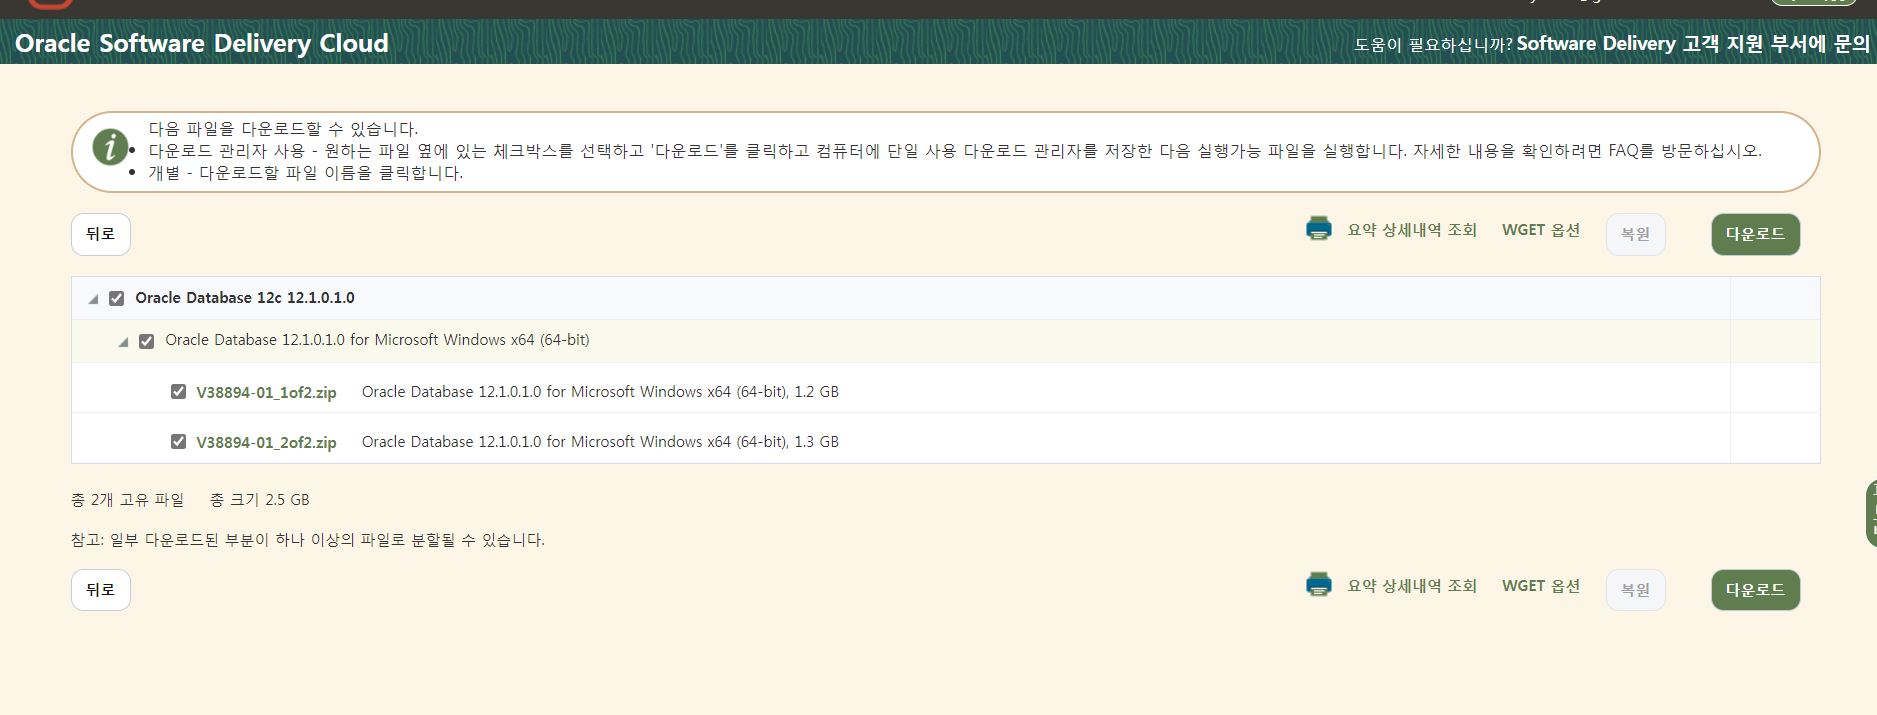 Oracle Software Delivery Cloud
도움이 필요하십니까? Software Delivery 고객 지원 부서에 문의
다음 파일을 다운로드할 수 있습니다.
• 다운로드 관리자 사용 - 원하는 파일 옆에 있는 체크박스를 선택하고 '다운로드'를 클릭하고 컴퓨터에 단일 사용 다운로드 관리자를 저장한 다음 실행가능 파일을 실행합니다. 자세한 내용을 확인하려면 FAQ를 방문하십시오.
• 개별 - 다운로드할 파일 이름을 클릭합니다.
뒤로 요약 상세내역 조회 WGET 옵션 복원 다운로드
Oracle Database 12c 12.1.0.1.0
Oracle Database 12.1.0.1.0 for Microsoft Windows x64 (64-bit)
V38894-01_1of2.zip Oracle Database 12.1.0.1.0 for Microsoft Windows x64 (64-bit), 1.2 GB
V38894-01_2of2.zip Oracle Database 12.1.0.1.0 for Microsoft Windows x64 (64-bit), 1.3 GB
총 2개 고유 파일 총 크기 2.5 GB
참고: 일부 다운로드된 부분이 하나 이상의 파일로 분할될 수 있습니다.
뒤로 요약 상세내역 조회 WGET 옵션 복원 다운로드